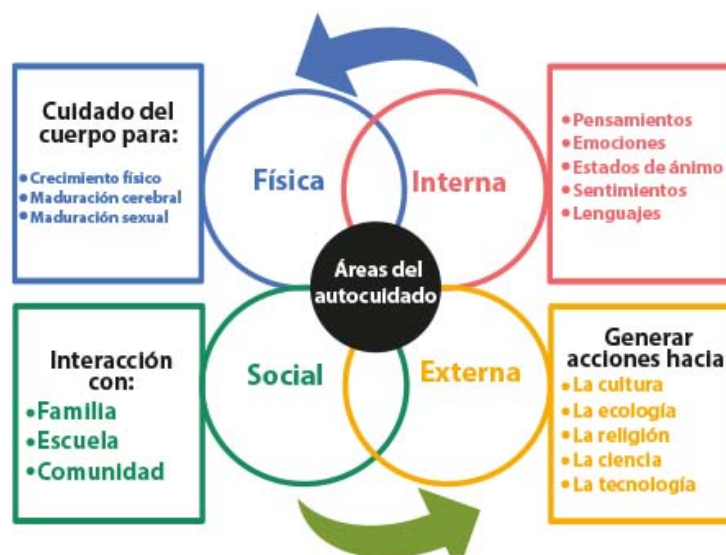 Cuidado del
cuerpo para:
•Crecimiento físico
•Maduración cerebral
•Maduración sexual
Física
Interna
•Pensamientos
•Emociones
•Estados de ánimo
•Sentimientos
•Lenguajes
Áreas del
autocuidado
Interacción
con:
•Familia
•Escuela
•Comunidad
Social
Externa
Generar
acciones hacia
•La cultura
•La ecología
•La religión
•La ciencia
•La tecnología